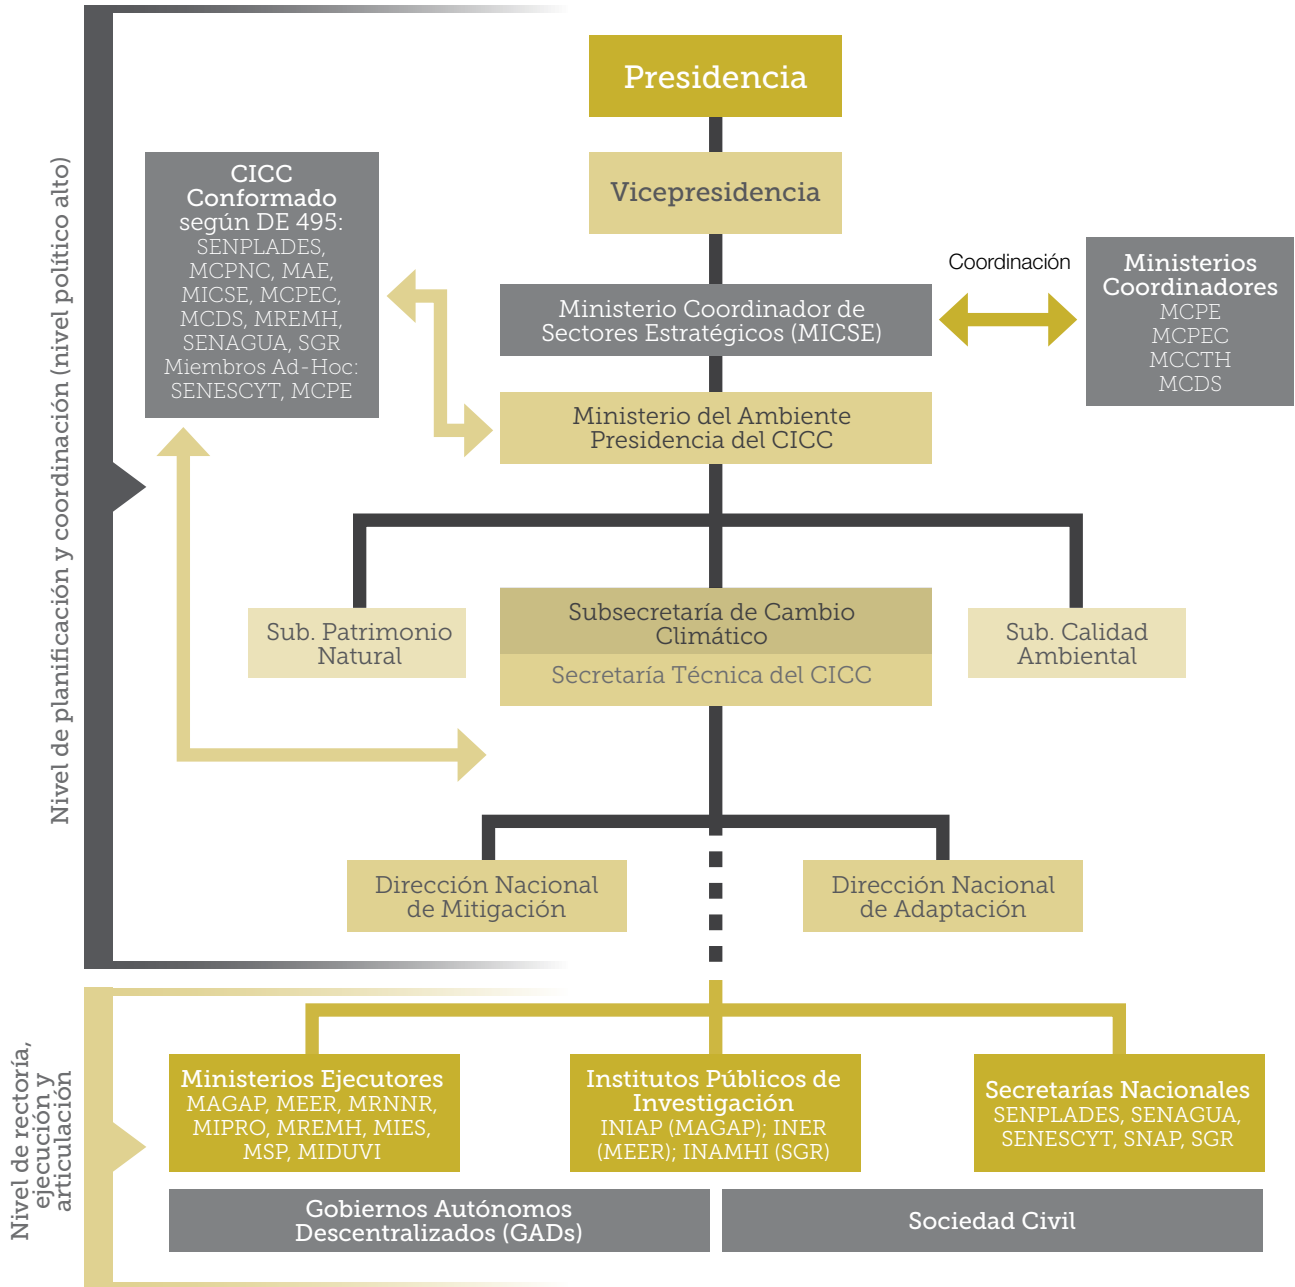 Nivel de planificación y coordinación (nivel político alto)
Presidencia
Vicepresidencia
CICC
Conformado
según DE 495:
SENPLADES,
MCPNC, MAE,
MICSE, MCPEC,
MCDS, MREMH,
SENAGUA, SGR
Miembros Ad-Hoc:
SENESCYT, MCPE
Ministerio Coordinador de
Sectores Estratégicos (MICSE)
Coordinación
Ministerios
Coordinadores
MCPE
MCPEC
MCCTH
MCDS
Ministerio del Ambiente
Presidencia del CICC
Sub. Patrimonio
Natural
Subsecretaría de Cambio
Climático
Secretaría Técnica del CICC
Sub. Calidad
Ambiental
Dirección Nacional
de Mitigación
Dirección Nacional
de Adaptación
Nivel de rectoría,
ejecución y
articulación
Ministerios Ejecutores
MAGAP, MEER, MRNNR,
MIPRO, MREMH, MIES,
MSP, MIDUVI
Institutos Públicos de
Investigación
INIAP (MAGAP); INER
(MEER); INAMHI (SGR)
Secretarías Nacionales
SENPLADES, SENAGUA,
SENESCYT, SNAP, SGR
Gobiernos Autónomos
Descentralizados (GADs)
Sociedad Civil